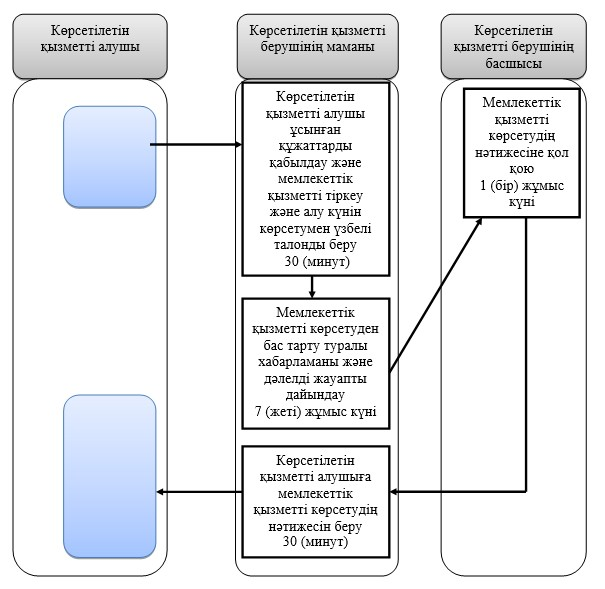 Көрсетілетін
қызметті алушы
Көрсетілетін қызметті
берушінің маманы
Көрсетілетін
қызметті берушінің
басшысы
Көрсетілетін
қызметті алушы
ұсынған
құжаттарды
қабылдау және
мемлекеттік
қызметті тіркеу
және алу күнін
көрсетумен үзбелі
талонды беру
30 (минут)
Мемлекеттік
қызметті көрсетуден
бас тарту туралы
хабарламаны және
дәлелді жауапты
дайындау
7 (жеті) жұмыс күні
Көрсетілетін
қызметті алушыға
мемлекеттік
қызметті көрсетудің
нәтижесін беру
30 (минут)
Мемлекеттік
қызметті
көрсетудің
нәтижесіне қол
қою
1 (бір) жұмыс
күні